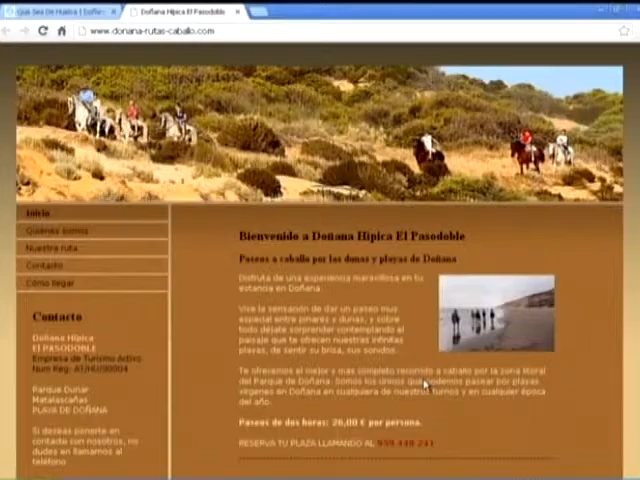 Doñana Hípica El Pasodoble
www.donana-rutas-caballo.com
Inicio
Quiénes somos
Nuestra ruta
Contacto
Cómo llegar
Contacto
Doñana Hípica
El PASODOBLE
Empresa de Turismo Activo
Parque Dunar
Matalascañas
PLAYA DE DOÑANA
Si deseas ponerte en
contacto con nosotros, no
dudes en llamarnos al
teléfono
Bienvenido a Doñana Hípica El Pasodoble
Paseos a caballo por las dunas y playas de Doñana
Disfruta de una experiencia maravillosa en tu
estancia en Doñana.
Vive la sensación de dar un paseo muy
especial entre pinares y dunas, y sobre
todo déjate sorprender contemplando el
paisaje que te ofrecen nuestras infinitas
playas, de sentir su brisa, sus sonidos.
Te ofrecemos el mejor y más completo recorrido a caballo por la zona litoral
del Parque de Doñana. Somos los únicos que podemos pasear por playas
vírgenes en Doñana en cualquiera de nuestros turnos y en cualquier época
del año.
Paseos de dos horas: 26,00 € por persona.
RESERVA TU PLAZA LLAMANDO AL 959 448 241